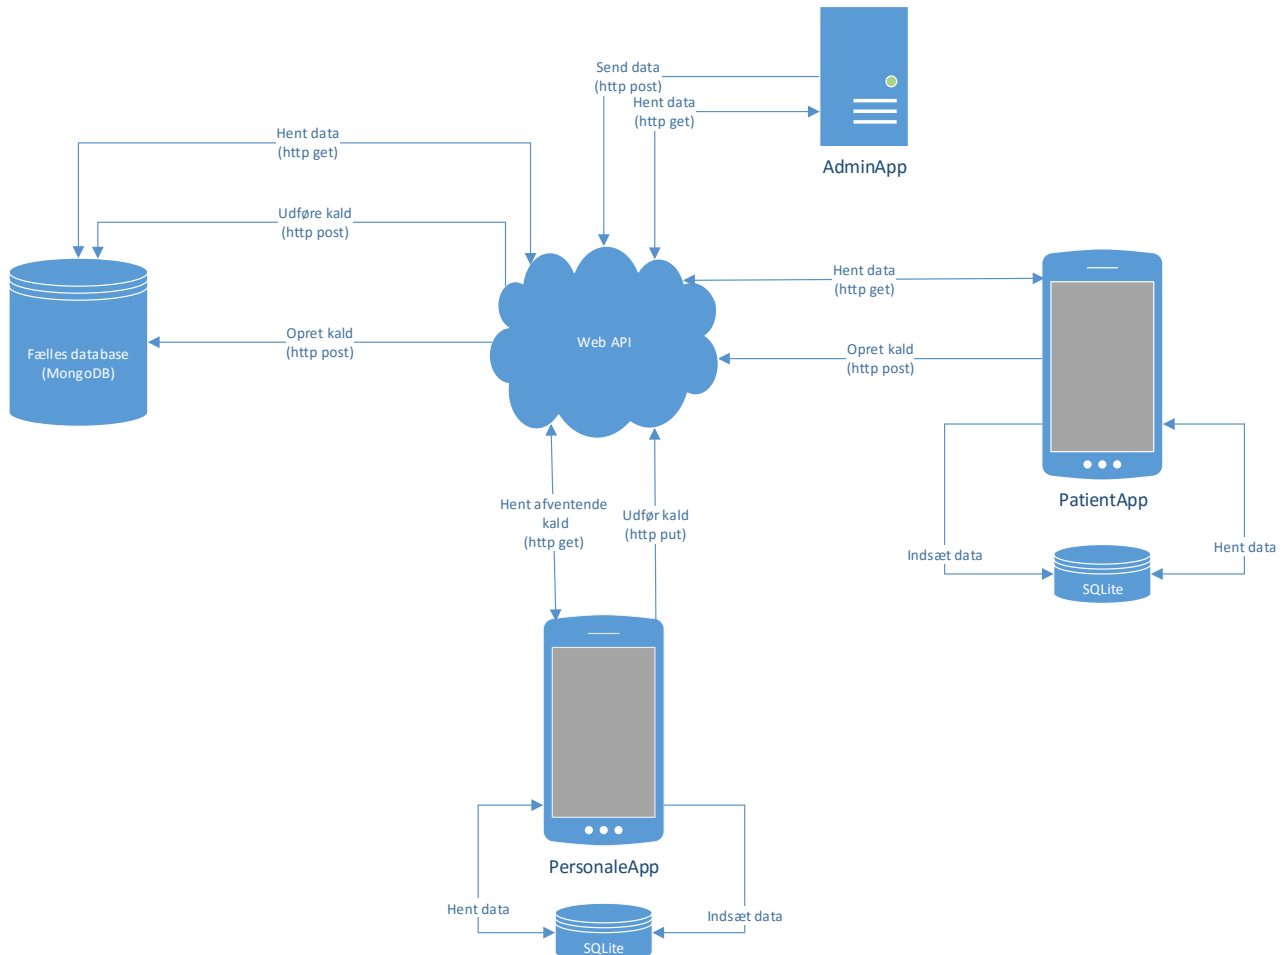 Send data
(http post)
Hent data
(http get)
AdminApp
Hent data
(http get)
Udføre kald
(http post)
Hent data
(http get)
Opret kald
(http post)
Web API
Opret kald
(http post)
Fælles database
(MongoDB)
PatientApp
Hent afventende
kald
(http get)
Udfør kald
(http put)
Indsæt data
Hent data
SQLite
PersonaleApp
Hent data
Indsæt data
SQLite